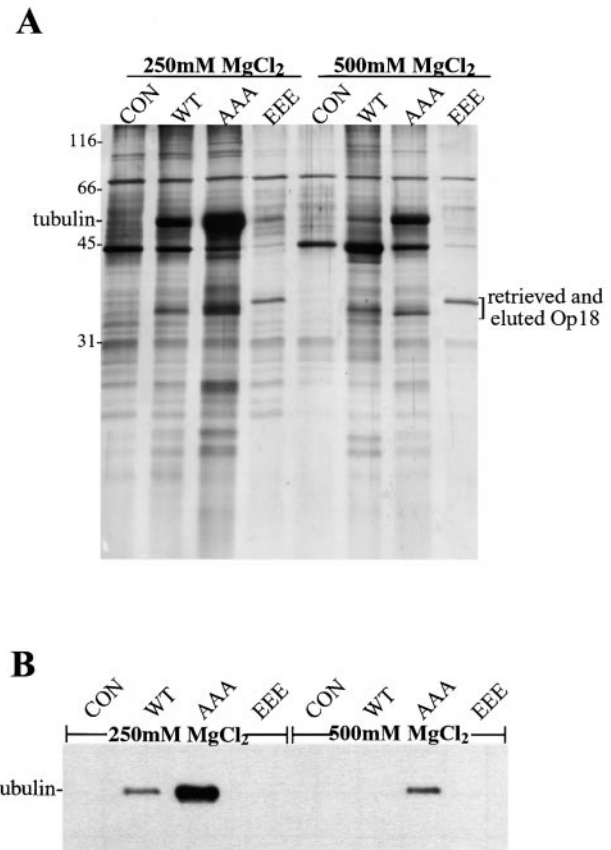 A
250mM MgCl2 500mM MgCl2
CON WT AAA EEE CON WT AAA EEE
116-
66-
tubulin-
45-
retrieved and
eluted Op18
31-
B
CON WT AAA EEE CON WT AAA EEE
250mM MgCl2 500mM MgCl2
ubulin-